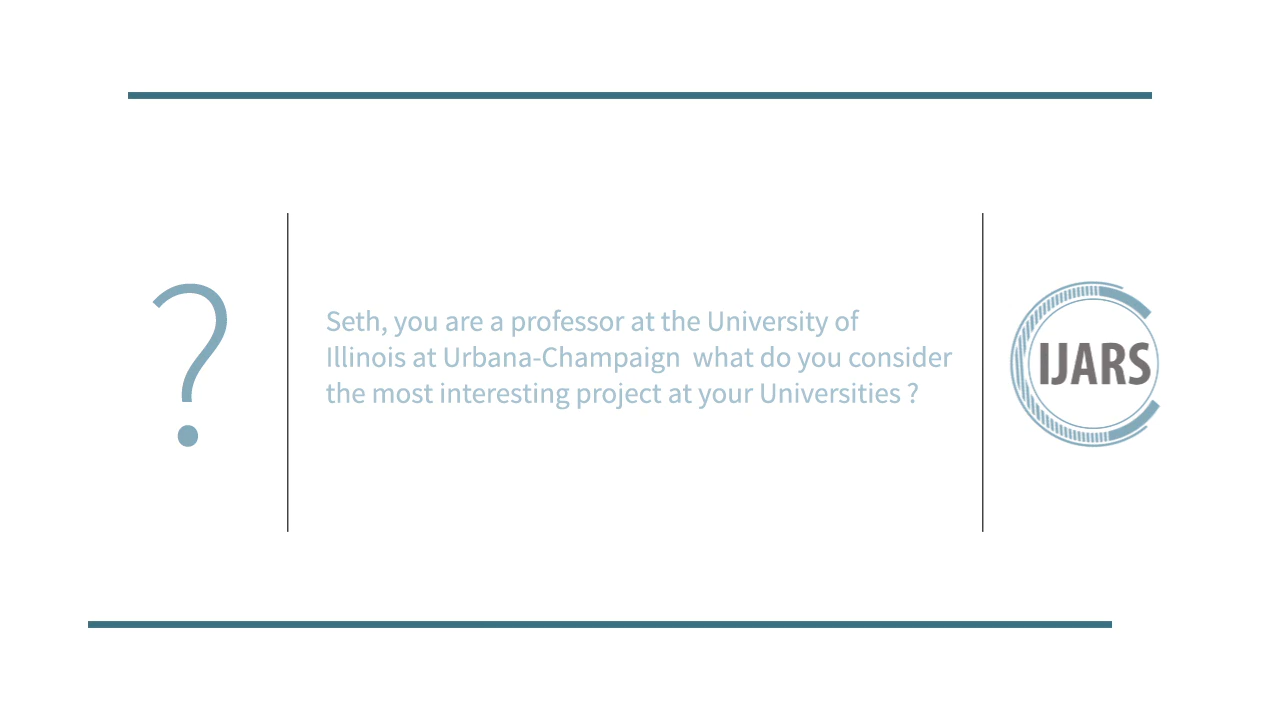 ?
Seth, you are a professor at the University of
Illinois at Urbana-Champaign  what do you consider
the most interesting project at your Universities ?
IJARS